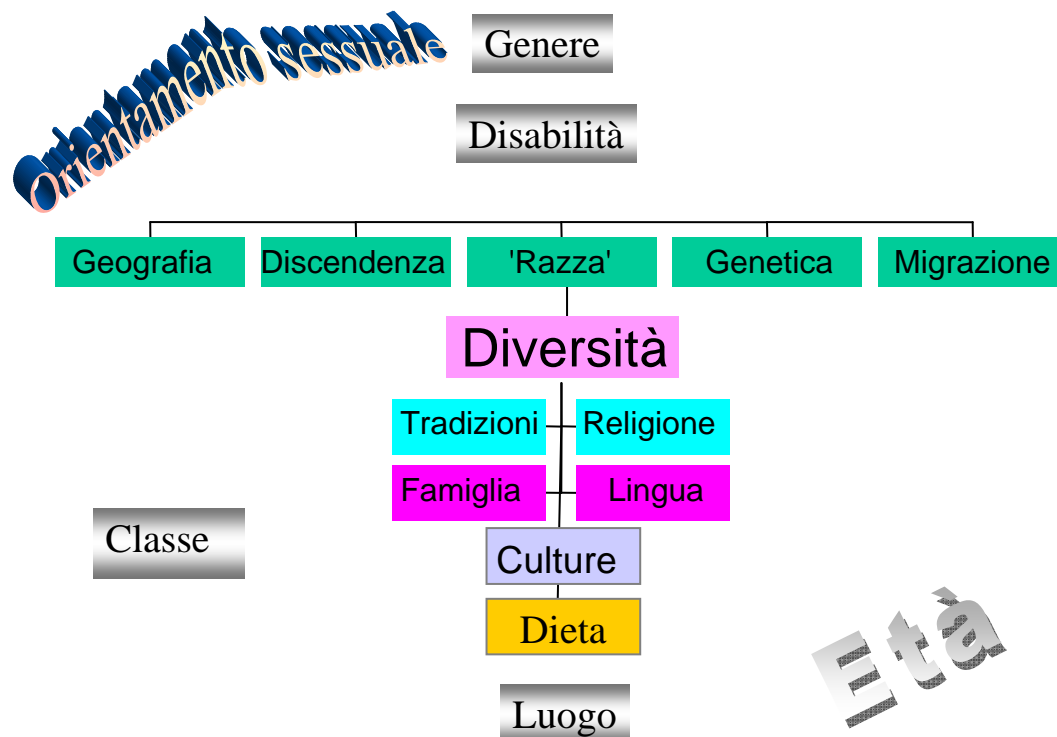 Orientamento sessuale
Genere
Disabilità
Geografia
Discendenza
'Razza'
Genetica
Migrazione
Diversità
Tradizioni
Religione
Famiglia
Lingua
Classe
Culture
Dieta
Età
Luogo